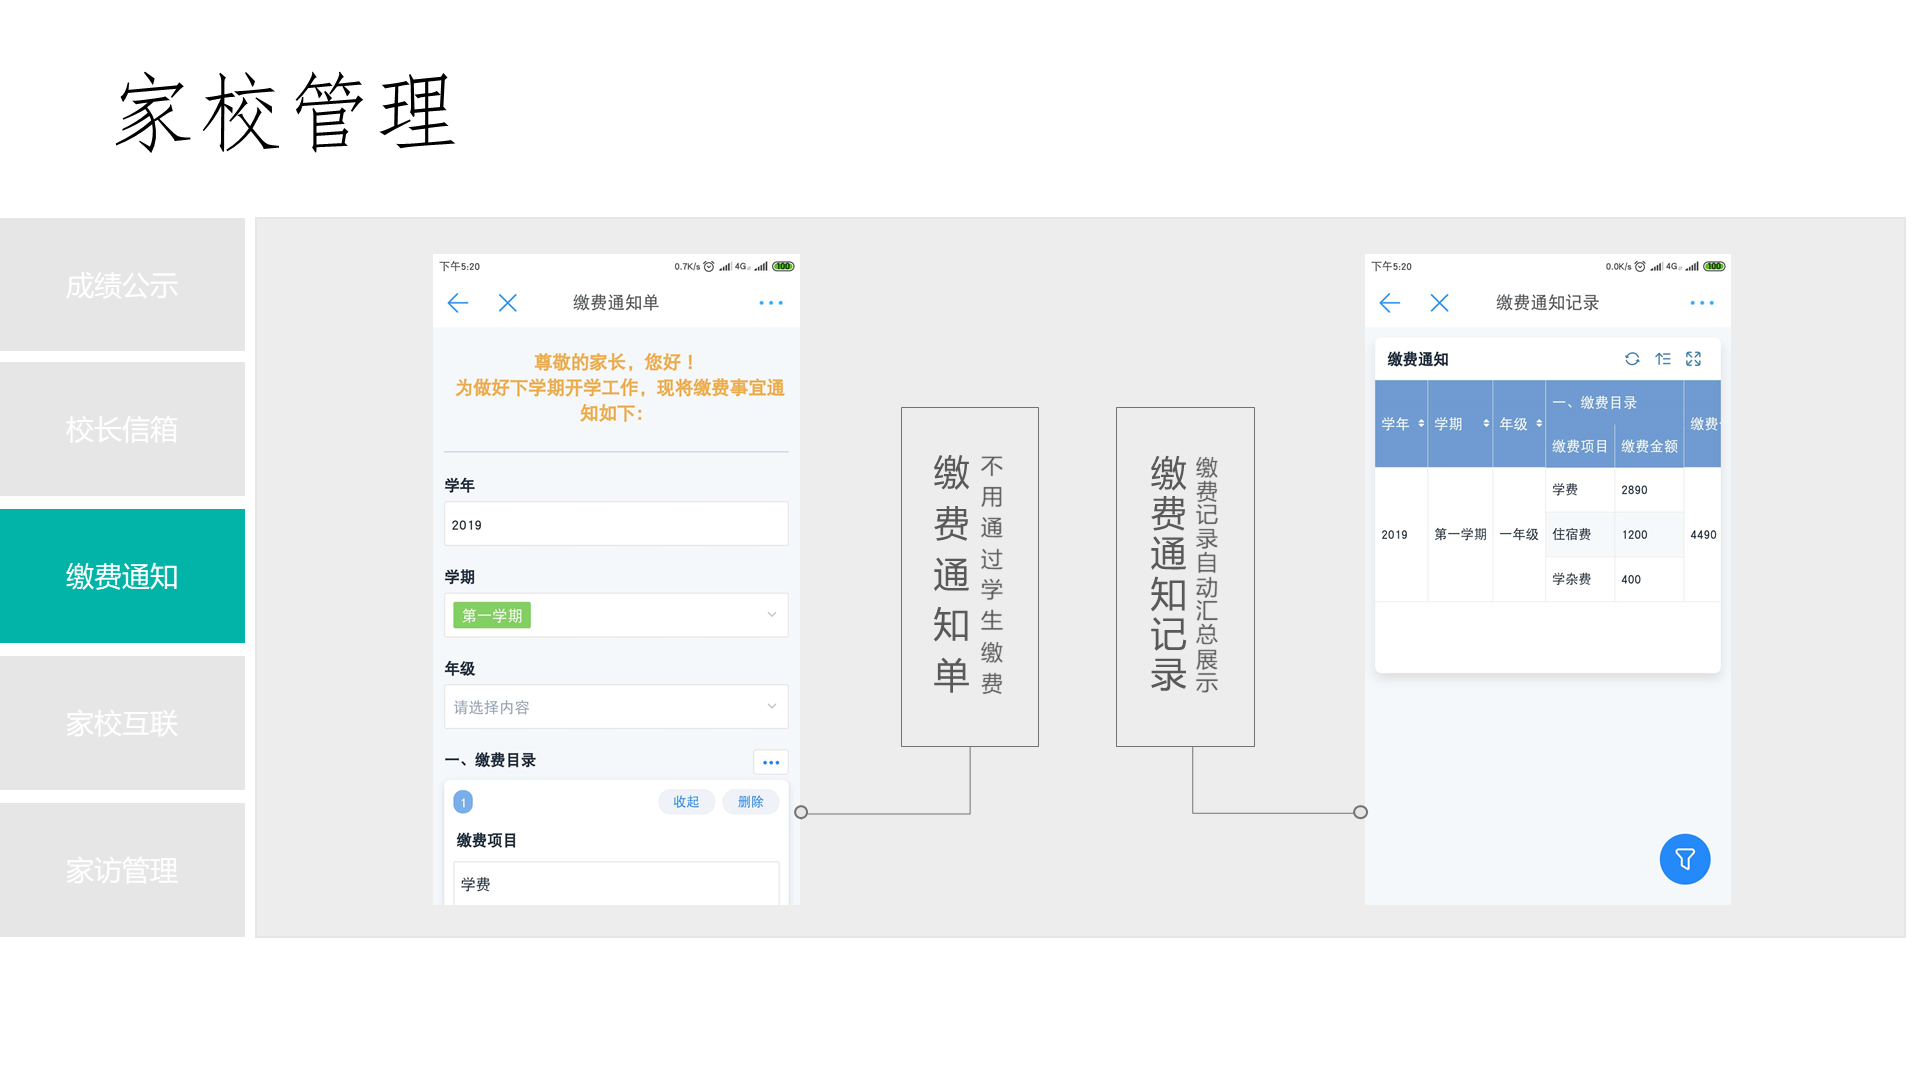 家校管理
成绩公示
校长信箱
缴费通知
家校互联
家访管理
下午5:20
0.7K/s 4G 100
缴费通知单
尊敬的家长，您好！
为做好下学期开学工作，现将缴费事宜通
知如下：
学年
2019
学期
第一学期
年级
请选择内容
一、缴费目录
1 收起 删除
缴费项目
学费
缴费通知单
不用通过学生缴费
缴费通知记录
缴费记录自动汇总展示
下午5:20
0.0K/s 4G 100
缴费通知记录
缴费通知
学年 学期 年级 一、缴费目录 缴费
缴费项目 缴费金额
学费 2890
2019 第一学期 一年级 住宿费 1200 4490
学杂费 400